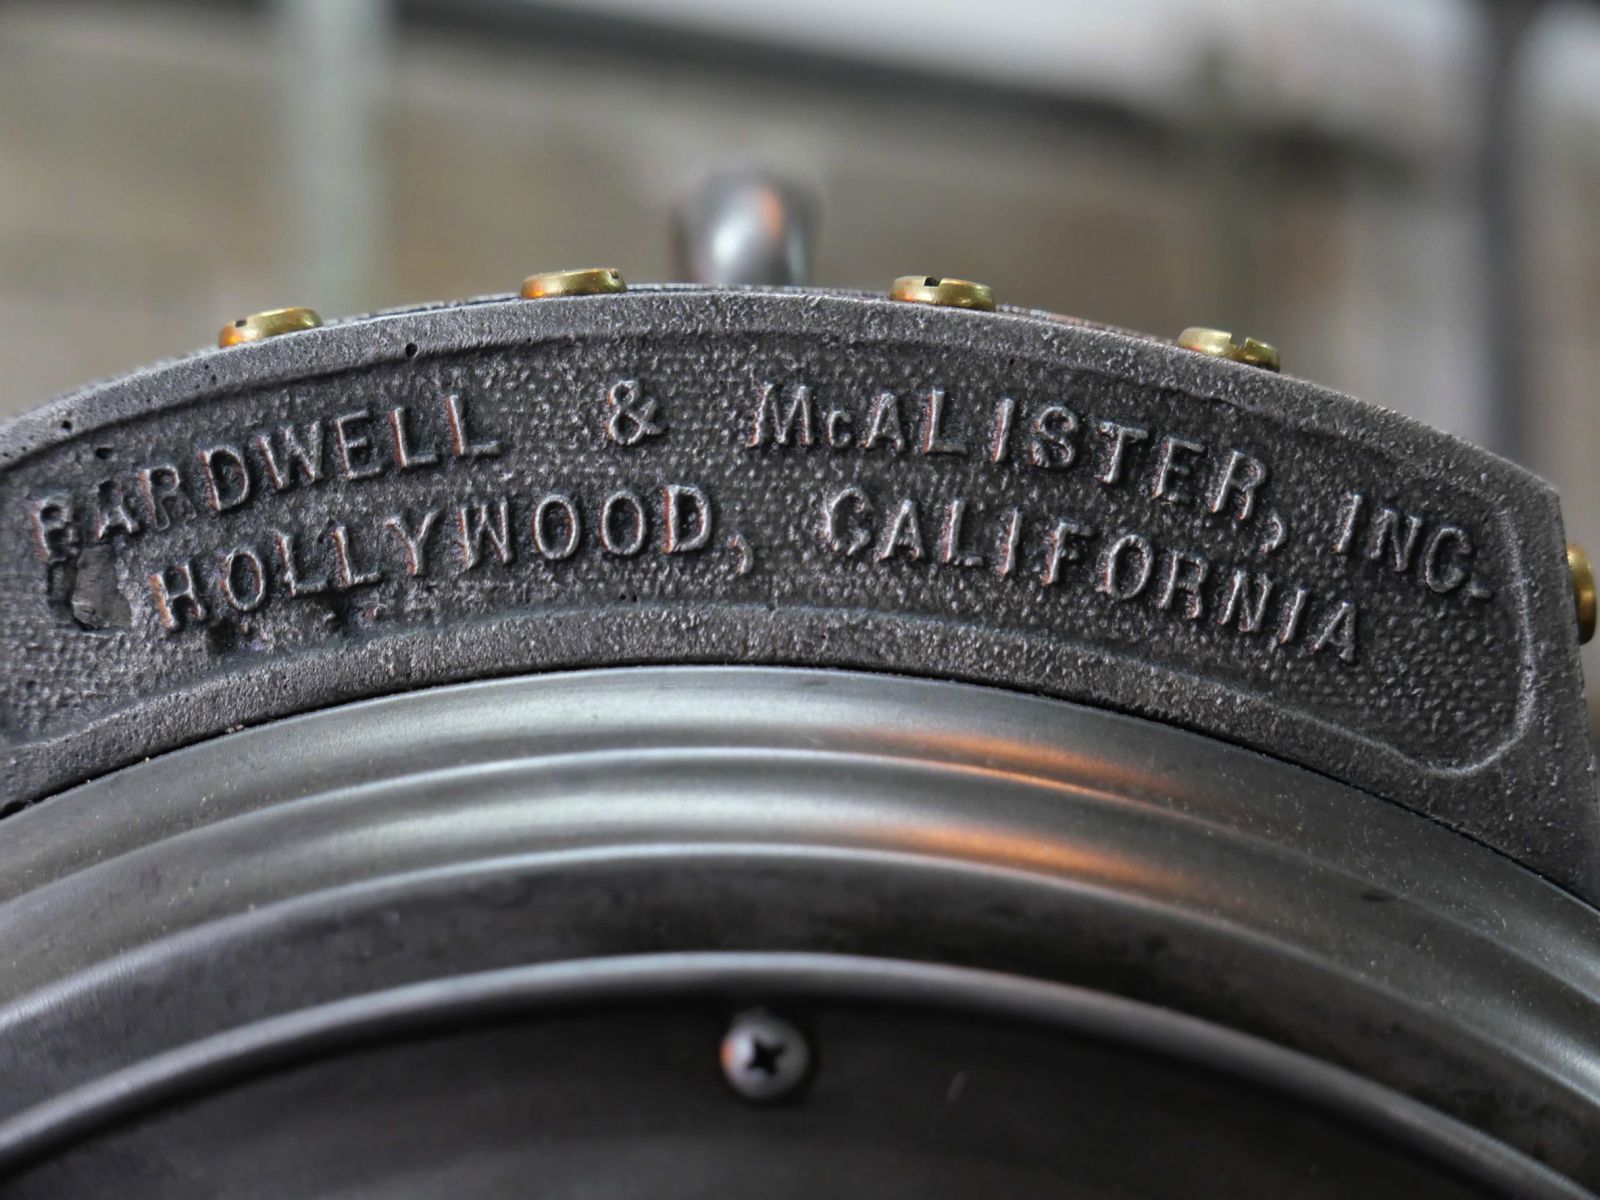 BARDWELL & McALISTER, INC.
HOLLYWOOD, CALIFORNIA